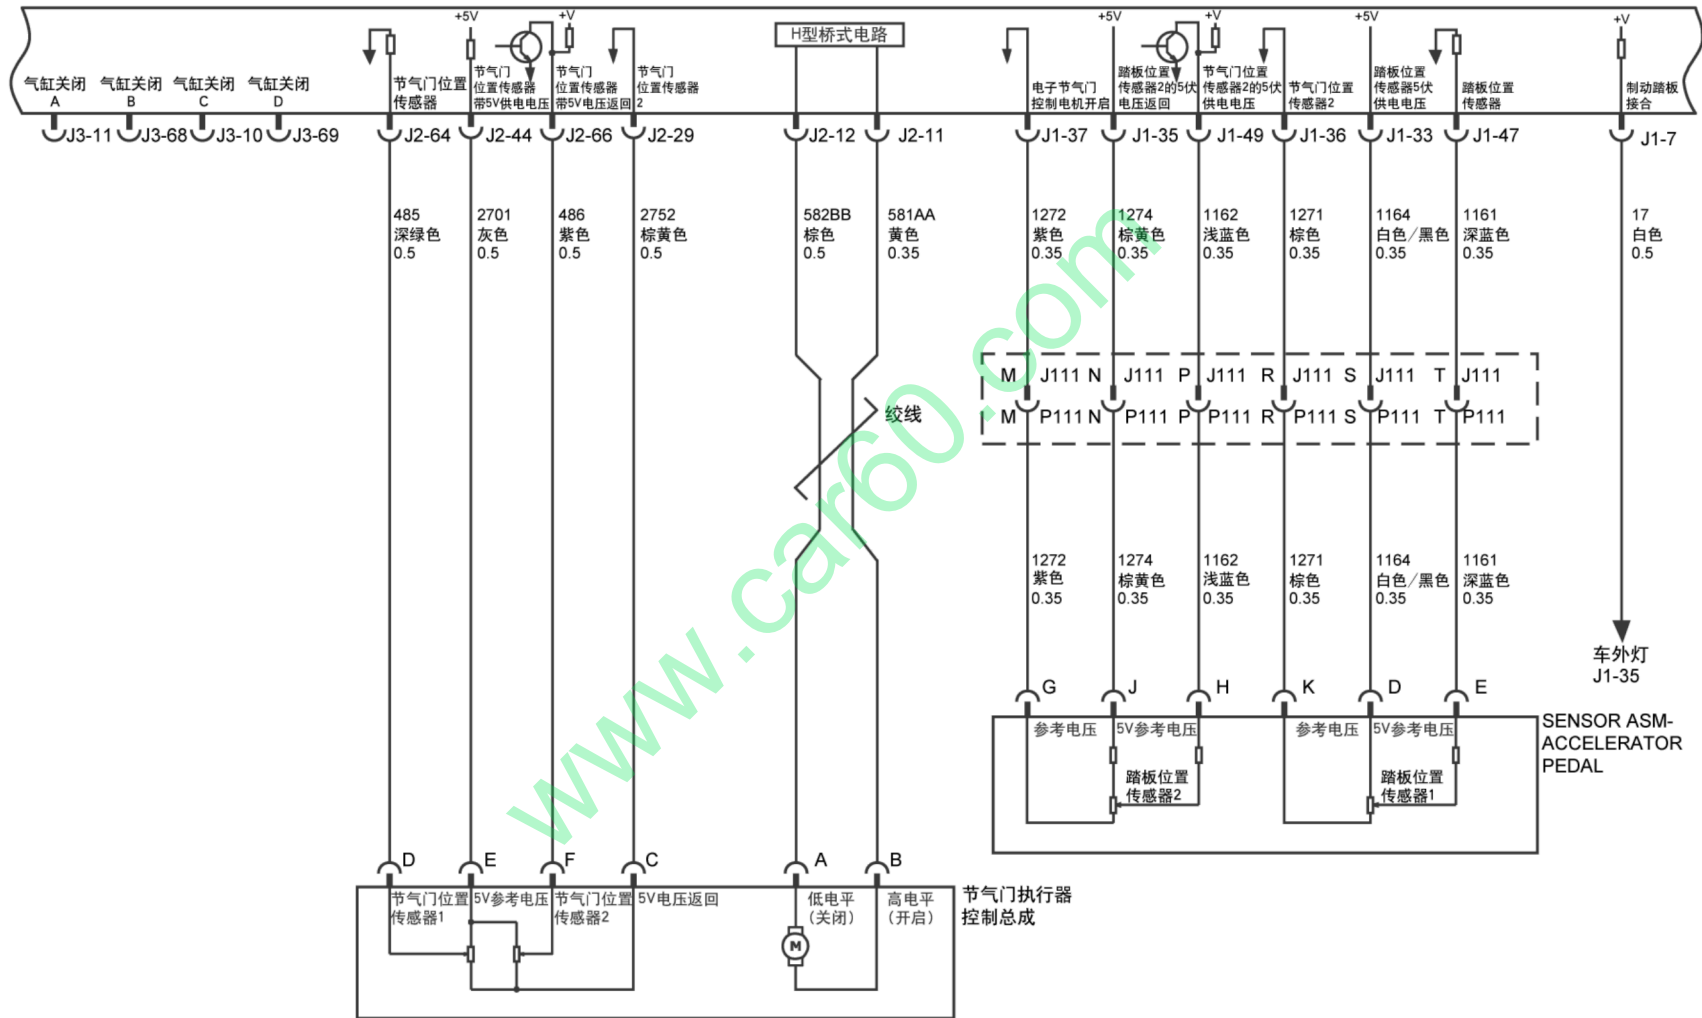 +5V
+V
+5V
+V
+5V
+V
H型桥式电路
气缸关闭
A
气缸关闭
B
气缸关闭
C
气缸关闭
D
节气门位置
传感器
节气门
位置传感器
带5V供电电压
节气门
位置传感器
带5V电压返回
节气门
位置传感器
2
电子节气门
控制电机开启
踏板位置
传感器2的5伏
电压返回
节气门位置
传感器2的5伏
供电电压
节气门位置
传感器2
踏板位置
传感器5伏
供电电压
踏板位置
传感器
制动踏板
接合
J3-11
J3-68
J3-10
J3-69
J2-64
J2-44
J2-66
J2-29
J2-12
J2-11
J1-37
J1-35
J1-49
J1-36
J1-33
J1-47
J1-7
485
深绿色
0.5
2701
灰色
0.5
486
紫色
0.5
2752
棕黄色
0.5
582BB
棕色
0.5
581AA
黄色
0.35
1272
紫色
0.35
1274
棕黄色
0.35
1162
浅蓝色
0.35
1271
棕色
0.35
1164
白色/黑色
0.35
1161
深蓝色
0.35
17
白色
0.5
绞线
M J111 N J111 P J111 R J111 S J111 T J111
M P111 N P111 P P111 R P111 S P111 T P111
1272
紫色
0.35
1274
棕黄色
0.35
1162
浅蓝色
0.35
1271
棕色
0.35
1164
白色/黑色
0.35
1161
深蓝色
0.35
车外灯
J1-35
G
J
H
K
D
E
参考电压
5V参考电压
参考电压
5V参考电压
踏板位置
传感器2
踏板位置
传感器1
SENSOR ASM-
ACCELERATOR
PEDAL
D
E
F
C
A
B
节气门位置
传感器1
5V参考电压
节气门位置
传感器2
5V电压返回
低电平
(关闭)
高电平
(开启)
M
节气门执行器
控制总成
www.car60.com